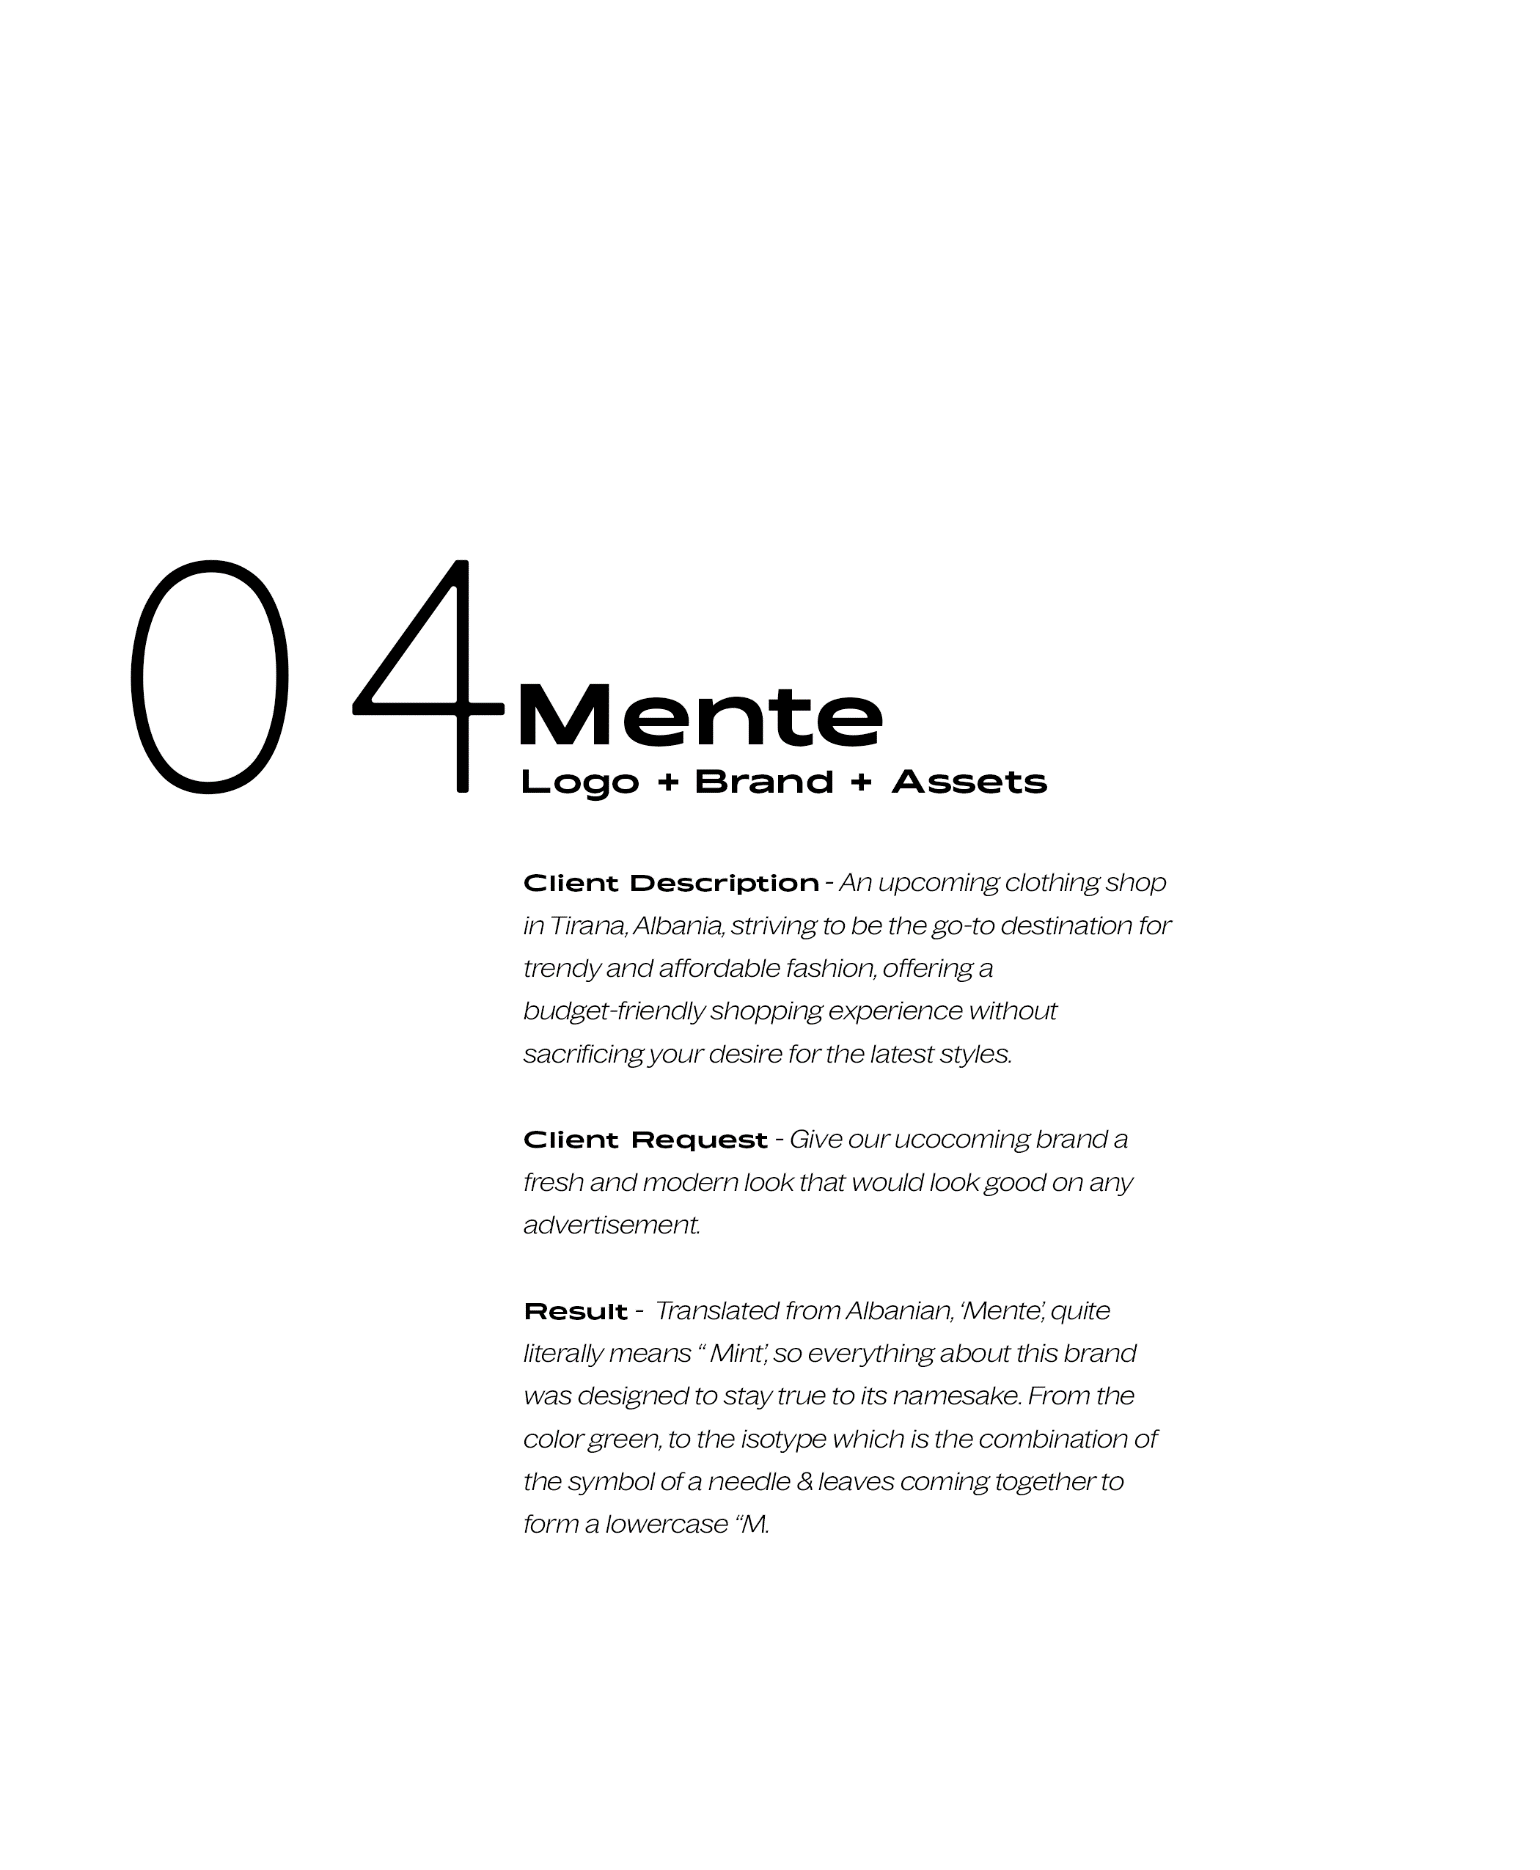 04
Mente
Logo + Brand + Assets
Client Description - An upcoming clothing shop
in Tirana, Albania, striving to be the go-to destination for
trendy and affordable fashion, offering a
budget-friendly shopping experience without
sacrificing your desire for the latest styles.
Client Request - Give our ucocoming brand a
fresh and modern look that would look good on any
advertisement.
Result -  Translated from Albanian, ‘Mente’, quite
literally means “ Mint’, so everything about this brand
was designed to stay true to its namesake. From the
color green, to the isotype which is the combination of
the symbol of a needle & leaves coming together to
form a lowercase “M.